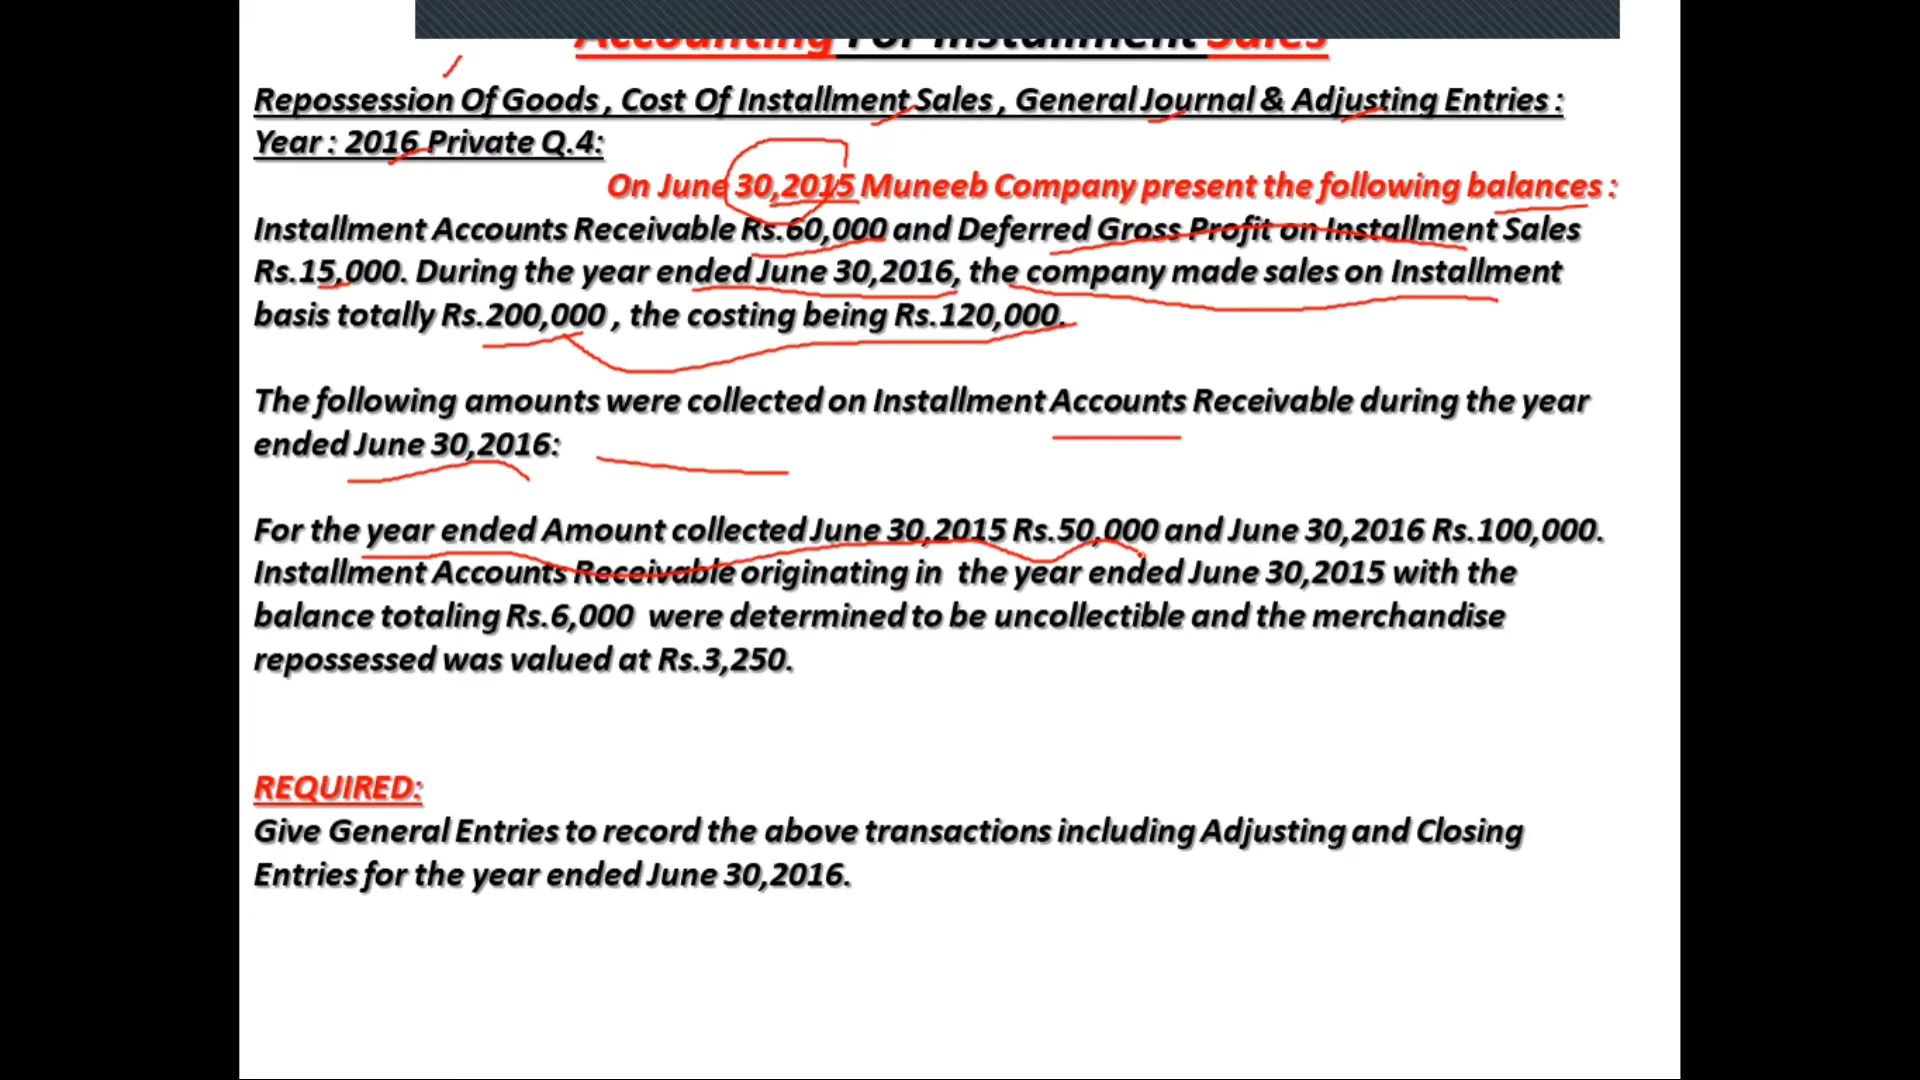 Accounting For Installment Sales
Repossession Of Goods , Cost Of Installment Sales , General Journal & Adjusting Entries :
Year : 2016 Private Q.4:
On June 30,2015 Muneeb Company present the following balances :
Installment Accounts Receivable Rs.60,000 and Deferred Gross Profit on Installment Sales
Rs.15,000. During the year ended June 30,2016, the company made sales on Installment
basis totally Rs.200,000 , the costing being Rs.120,000.
The following amounts were collected on Installment Accounts Receivable during the year
ended June 30,2016:
For the year ended Amount collected June 30,2015 Rs.50,000 and June 30,2016 Rs.100,000.
Installment Accounts Receivable originating in the year ended June 30,2015 with the
balance totaling Rs.6,000 were determined to be uncollectible and the merchandise
repossessed was valued at Rs.3,250.
REQUIRED:
Give General Entries to record the above transactions including Adjusting and Closing
Entries for the year ended June 30,2016.